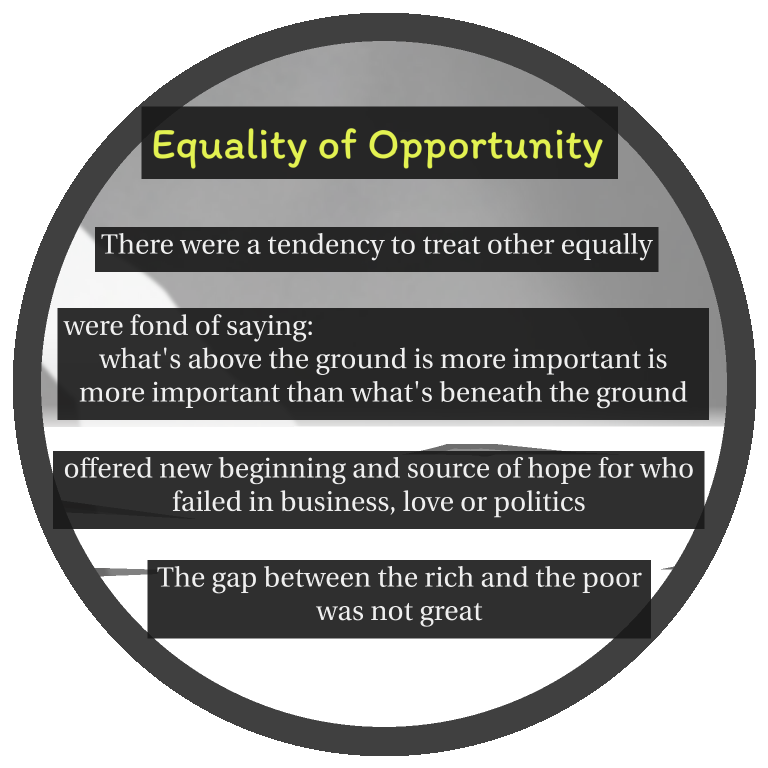 Equality of Opportunity
There were a tendency to treat other equally
were fond of saying:
what's above the ground is more important is
more important than what's beneath the ground
offered new beginning and source of hope for who
failed in business, love or politics
The gap between the rich and the poor
was not great